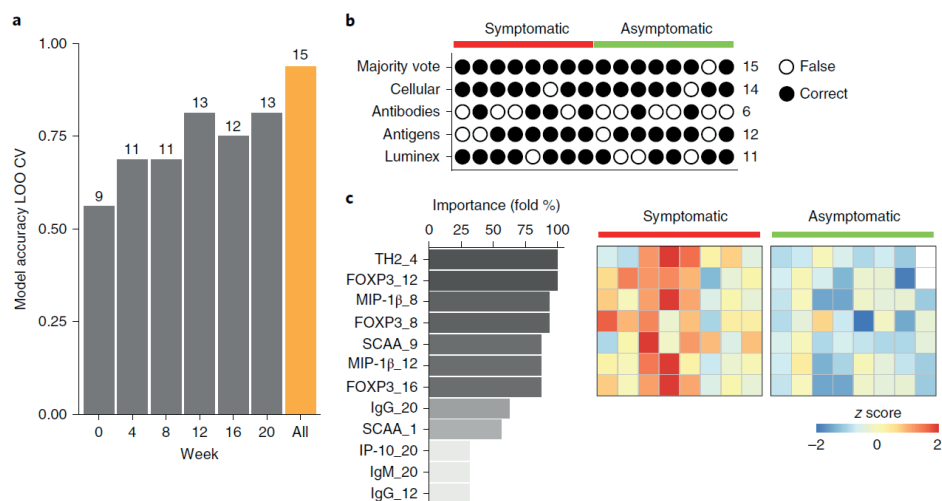 a
Model accuracy LOO CV
1.00
0.75
0.50
0.25
0.00
9
11
11
13
12
13
15
0 4 8 12 16 20 All
Week
b
Symptomatic Asymptomatic
Majority vote 15
Cellular 14
Antibodies 6
Antigens 12
Luminex 11
False
Correct
c
Importance (fold %)
0 25 50 75 100
TH2_4
FOXP3_12
MIP-1β_8
FOXP3_8
SCAA_9
MIP-1β_12
FOXP3_16
IgG_20
SCAA_1
IP-10_20
IgM_20
IgG_12
Symptomatic Asymptomatic
z score
–2 0 2